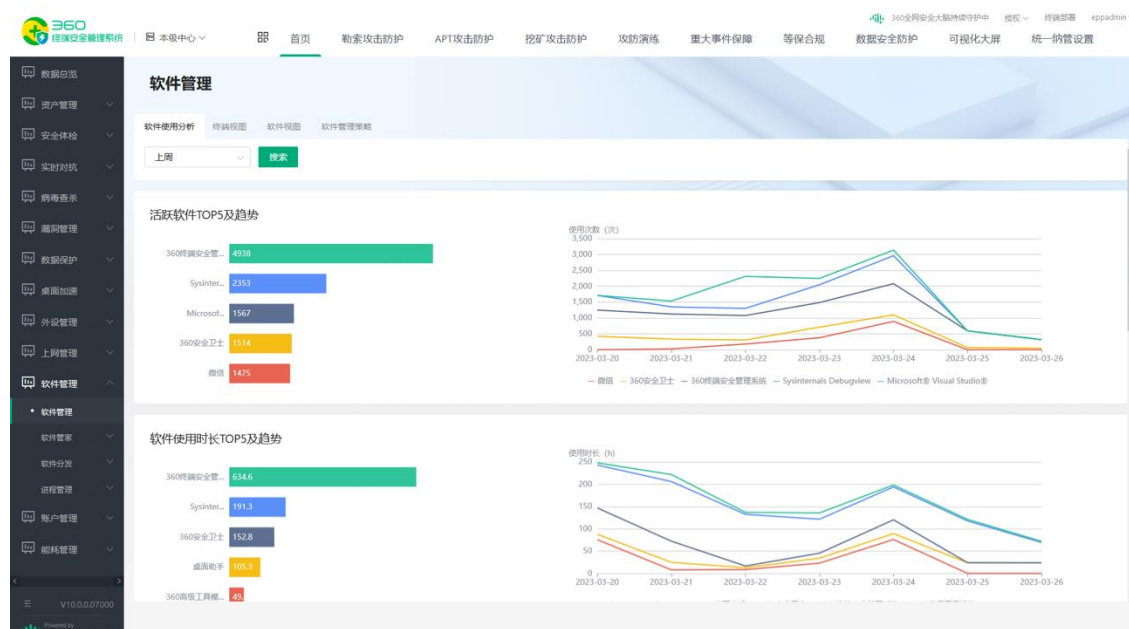 360
终端安全管理系统
本级中心
首页
勒索攻击防护
APT攻击防护
挖矿攻击防护
攻防演练
重大事件保障
等保合规
数据安全防护
可视化大屏
统一纳管设置
360全网安全大脑持续守护中
授权
终端部署
eppadmin
数据总览
资产管理
安全体检
实时对抗
病毒查杀
漏洞管理
数据保护
桌面加速
外设管理
上网管理
软件管理
软件管理
软件管家
软件分发
进程管理
账户管理
能耗管理
V10.0.0.07000
Powered by
软件管理
软件使用分析
终端视图
软件视图
软件管理策略
上周
搜索
活跃软件TOP5及趋势
360终端安全管... 4938
Sysinter... 2353
Microsof... 1567
360安全卫士 1514
微信 1475
使用次数 (次)
3,500
3,000
2,500
2,000
1,500
1,000
500
0
2023-03-20 2023-03-21 2023-03-22 2023-03-23 2023-03-24 2023-03-25 2023-03-26
微信 360安全卫士 360终端安全管理系统 Sysinternals Debugview Microsoft® Visual Studio®
软件使用时长TOP5及趋势
360终端安全管... 634.6
Sysinter... 191.3
360安全卫士 152.8
桌面助手 105.3
360高级工具模... 49.
使用时长 (h)
250
200
150
100
50
0
2023-03-20 2023-03-21 2023-03-22 2023-03-23 2023-03-24 2023-03-25 2023-03-26